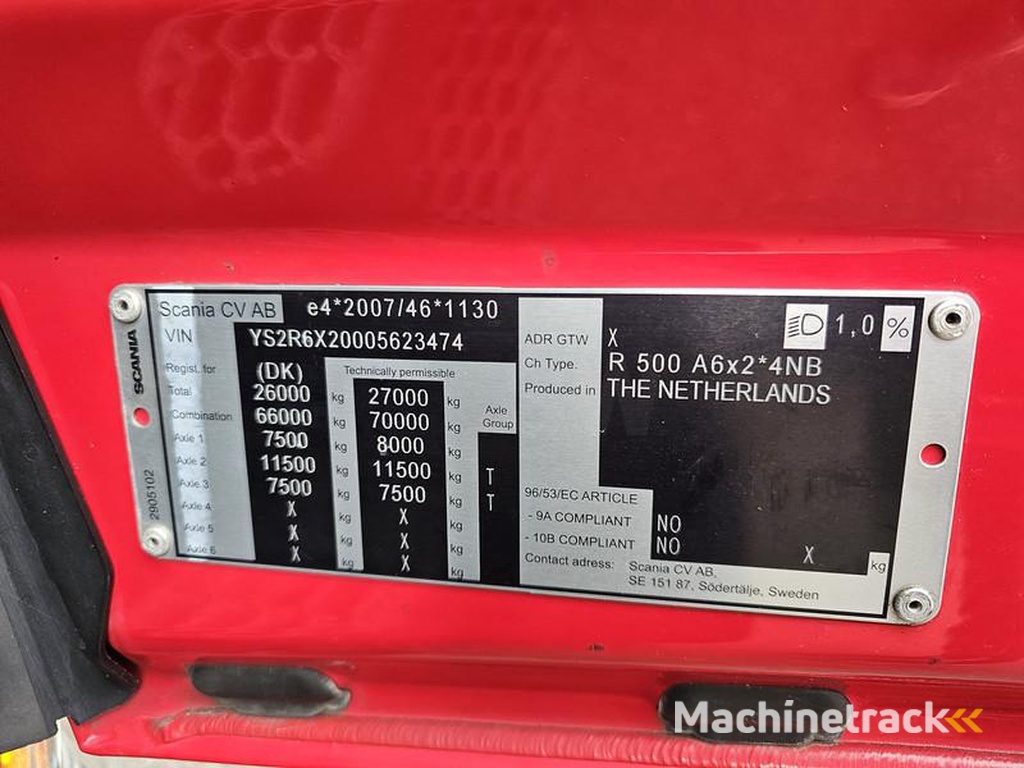 Scania CV AB e4*2007/46*1130
VIN YS2R6X20005623474
Regist. for (DK) Technically permissible
Total 26000 kg 27000 kg Axle Group
Combination 66000 kg 70000 kg
Axle 1 7500 kg 8000 kg
Axle 2 11500 kg 11500 kg T
Axle 3 7500 kg 7500 kg T
Axle 4 X kg X kg
Axle 5 X kg X kg
Axle 6 X kg X kg
SCANIA
2905102
1,0 %
ADR GTW X
Ch Type. R 500 A6x2*4NB
Produced in THE NETHERLANDS
96/53/EC ARTICLE
- 9A COMPLIANT NO
- 10B COMPLIANT NO X kg
Contact adress: Scania CV AB,
SE 151 87, Södertälje, Sweden
Machinetrack